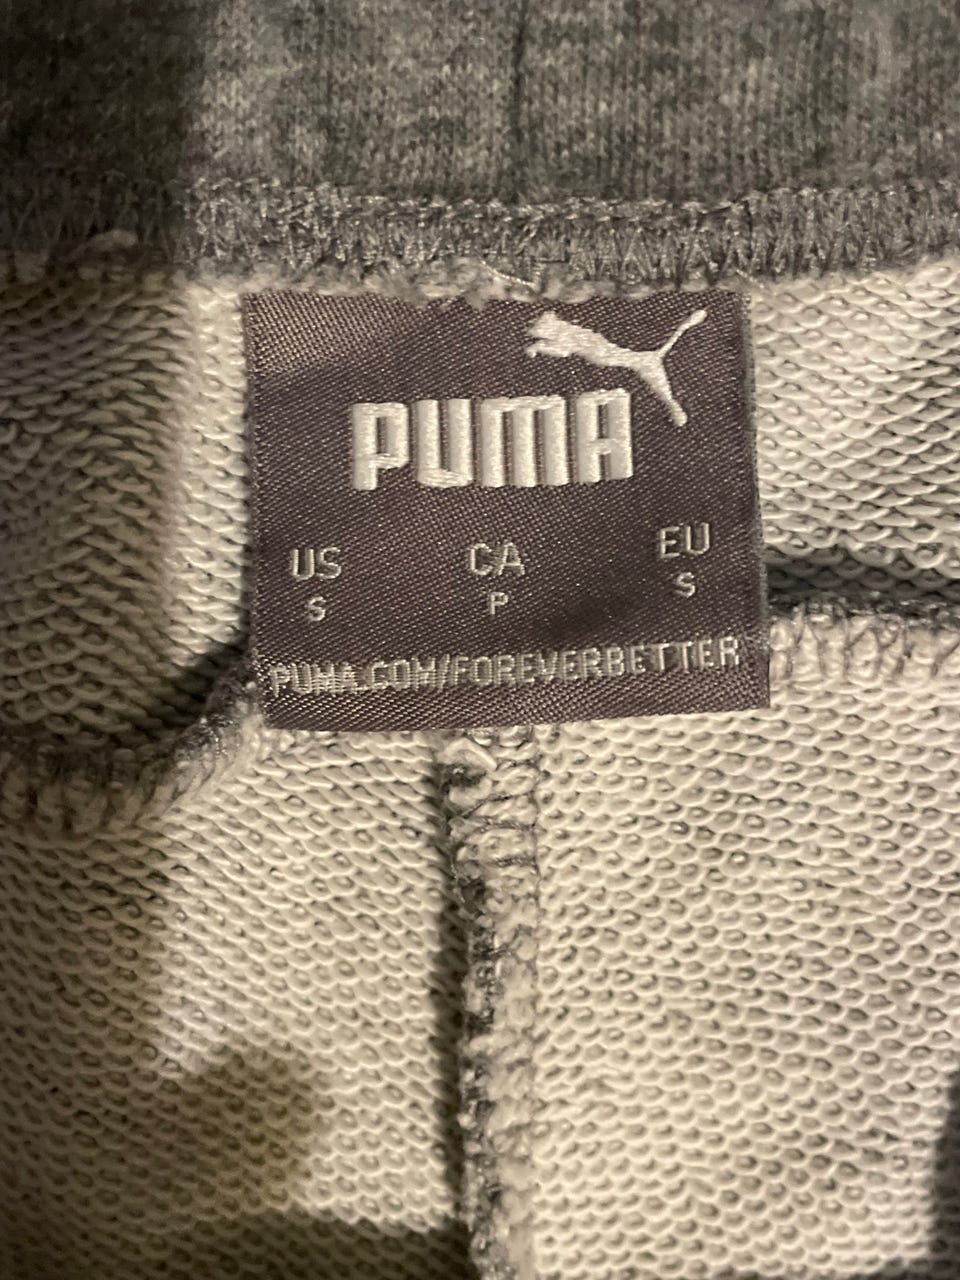 PUMA
US CA EU
S P S
PUMA.COM/FOREVERBETTER